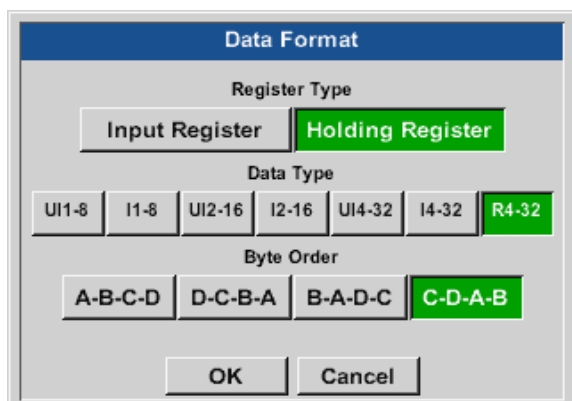 Data Format
Register Type
Input Register Holding Register
Data Type
UI1-8 I1-8 UI2-16 I2-16 UI4-32 I4-32 R4-32
Byte Order
A-B-C-D D-C-B-A B-A-D-C C-D-A-B
OK Cancel